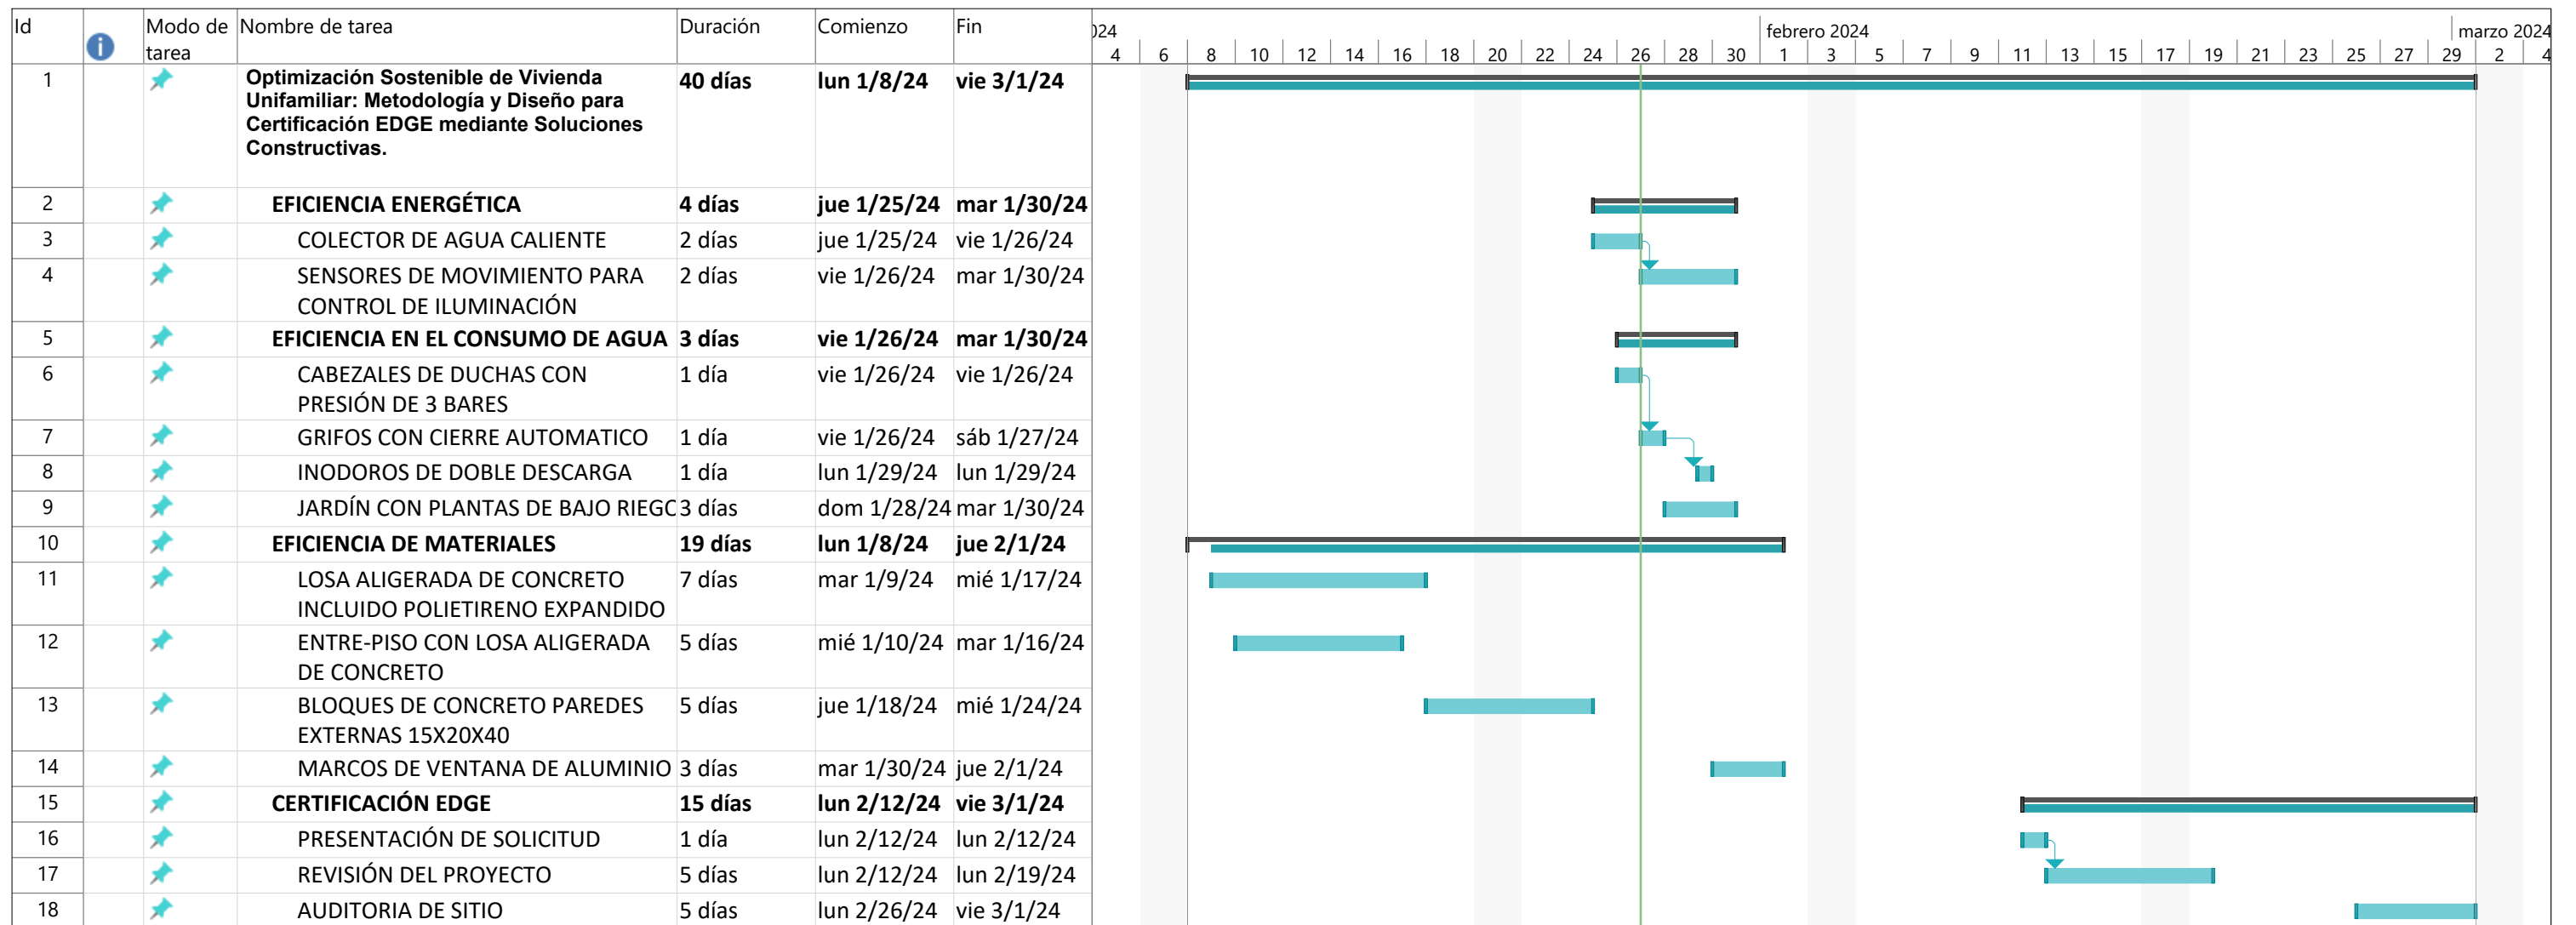 Id Modo de tarea Nombre de tarea Duración Comienzo Fin
024 febrero 2024 marzo 2024
4 6 8 10 12 14 16 18 20 22 24 26 28 30 1 3 5 7 9 11 13 15 17 19 21 23 25 27 29 2 4
1 Optimización Sostenible de Vivienda 40 días lun 1/8/24 vie 3/1/24
Unifamiliar: Metodología y Diseño para
Certificación EDGE mediante Soluciones
Constructivas.
2 EFICIENCIA ENERGÉTICA 4 días jue 1/25/24 mar 1/30/24
3 COLECTOR DE AGUA CALIENTE 2 días jue 1/25/24 vie 1/26/24
4 SENSORES DE MOVIMIENTO PARA 2 días vie 1/26/24 mar 1/30/24
CONTROL DE ILUMINACIÓN
5 EFICIENCIA EN EL CONSUMO DE AGUA 3 días vie 1/26/24 mar 1/30/24
6 CABEZALES DE DUCHAS CON 1 día vie 1/26/24 vie 1/26/24
PRESIÓN DE 3 BARES
7 GRIFOS CON CIERRE AUTOMATICO 1 día vie 1/26/24 sáb 1/27/24
8 INODOROS DE DOBLE DESCARGA 1 día lun 1/29/24 lun 1/29/24
9 JARDÍN CON PLANTAS DE BAJO RIEGO 3 días dom 1/28/24 mar 1/30/24
10 EFICIENCIA DE MATERIALES 19 días lun 1/8/24 jue 2/1/24
11 LOSA ALIGERADA DE CONCRETO 7 días mar 1/9/24 mié 1/17/24
INCLUIDO POLIETIRENO EXPANDIDO
12 ENTRE-PISO CON LOSA ALIGERADA 5 días mié 1/10/24 mar 1/16/24
DE CONCRETO
13 BLOQUES DE CONCRETO PAREDES 5 días jue 1/18/24 mié 1/24/24
EXTERNAS 15X20X40
14 MARCOS DE VENTANA DE ALUMINIO 3 días mar 1/30/24 jue 2/1/24
15 CERTIFICACIÓN EDGE 15 días lun 2/12/24 vie 3/1/24
16 PRESENTACIÓN DE SOLICITUD 1 día lun 2/12/24 lun 2/12/24
17 REVISIÓN DEL PROYECTO 5 días lun 2/12/24 lun 2/19/24
18 AUDITORIA DE SITIO 5 días lun 2/26/24 vie 3/1/24